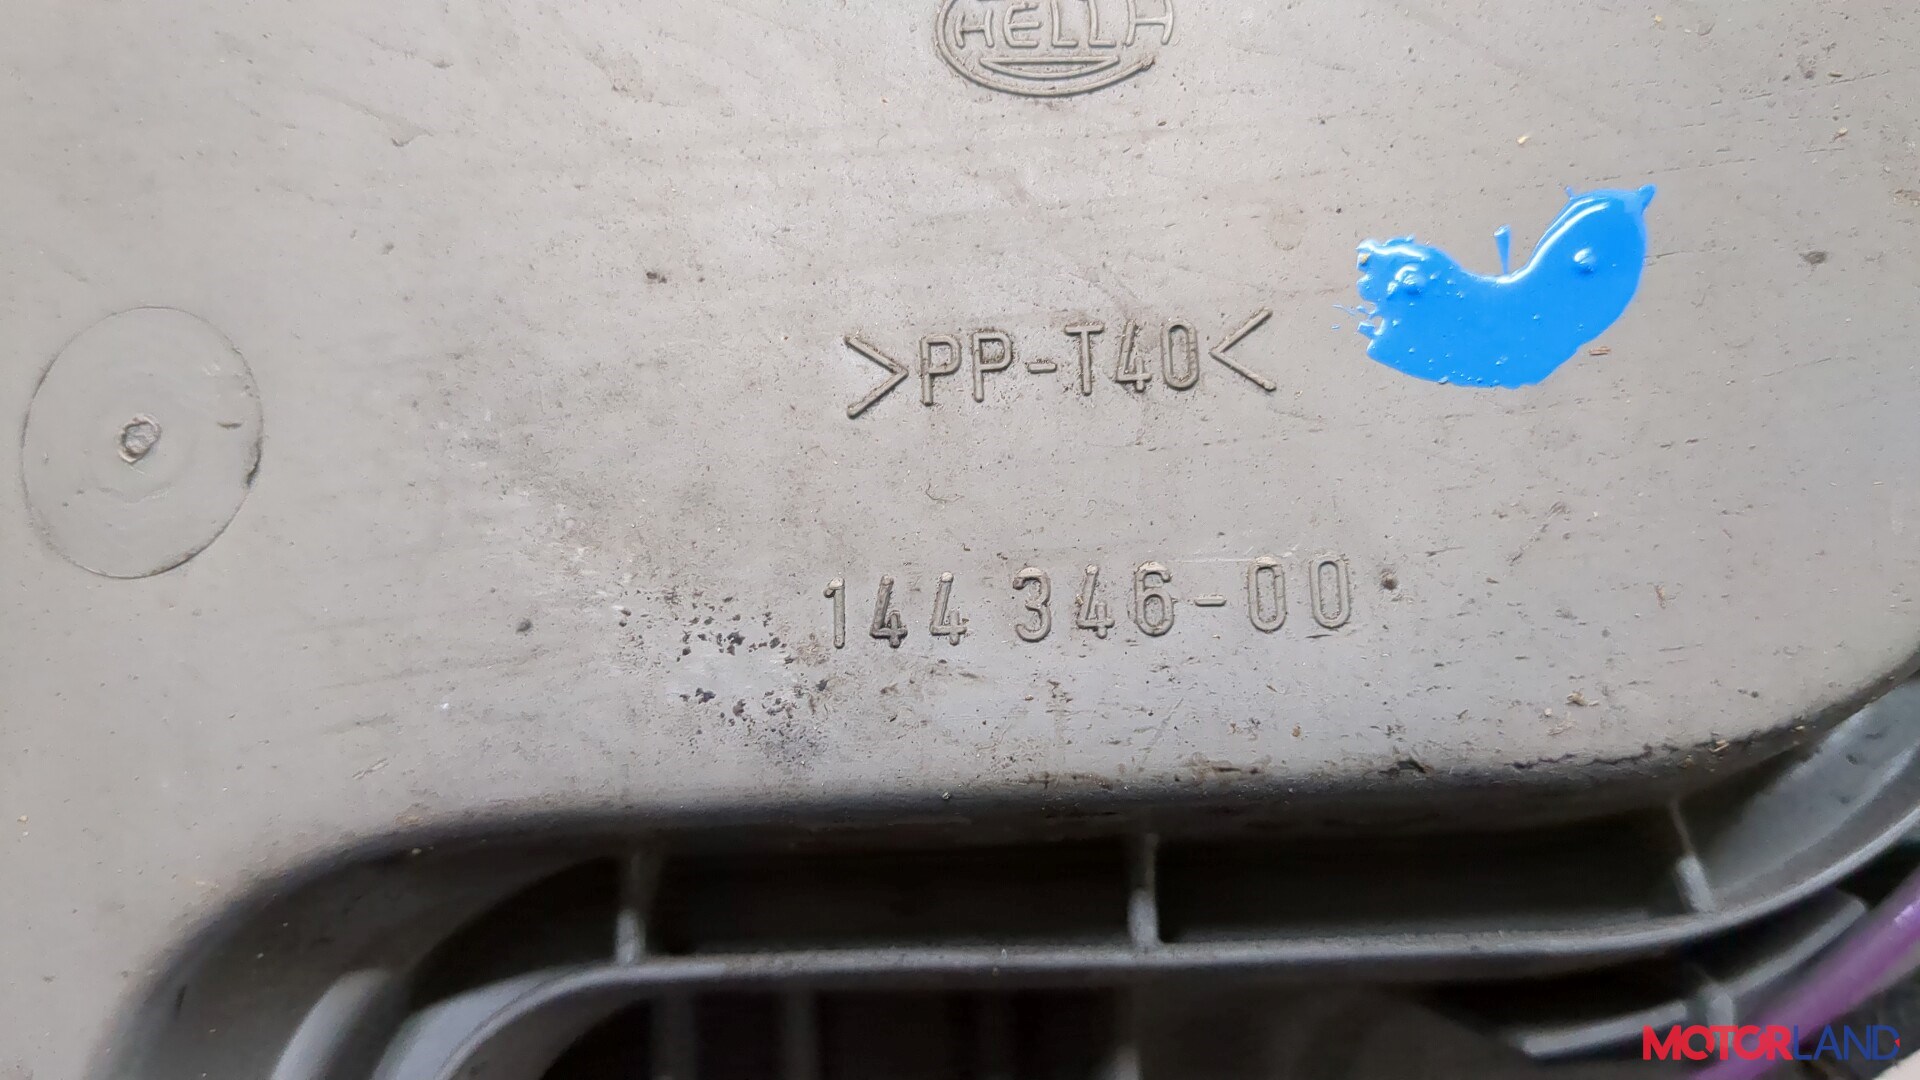 HELLA
>PP-T40<
144 346-00
MOTORLAND